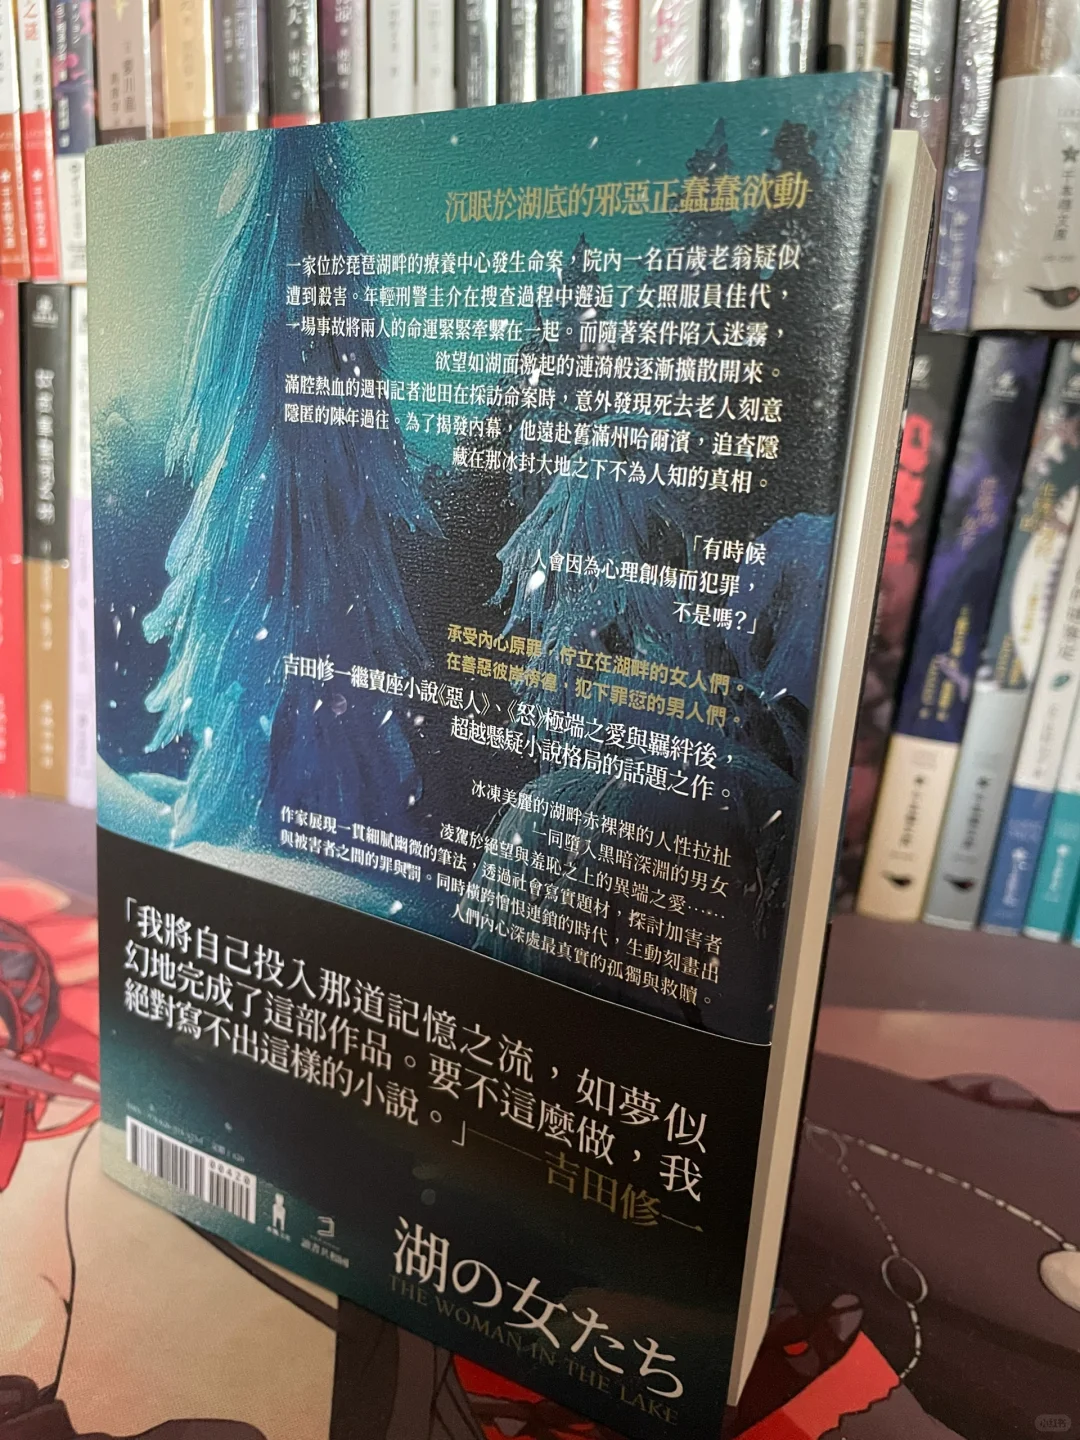 沉眠於湖底的邪惡正蠢蠢欲動
一家位於琵琶湖畔的療養中心發生命案，院內一名百歲老翁疑似
遭到殺害。年輕刑警圭介在搜查過程中邂逅了女照服員佳代，
一場事故將兩人的命運緊緊牽繫在一起。而隨著案件陷入迷霧，
欲望如湖面激起的漣漪般逐漸擴散開來。
滿腔熱血的週刊記者池田在採訪命案時，意外發現死去老人刻意
隱匿的陳年過往。為了揭發內幕，他遠赴舊滿州哈爾濱，追查隱
藏在那冰封大地之下不為人知的真相。
「有時候
人會因為心理創傷而犯罪，
不是嗎？」
承受內心原罪，佇立在湖畔的女人們。
在善惡彼岸徬徨，犯下罪愆的男人們。
吉田修一繼賣座小說《惡人》、《怒》極端之愛與羈絆後，
超越懸疑小說格局的話題之作。
冰凍美麗的湖畔赤裸裸的人性拉扯
一同墮入黑暗深淵的男女
凌駕於絕望與羞恥之上的異端之愛……
作家展現一貫細膩幽微的筆法，透過社會寫實題材，探討加害者
與被害者之間的罪與罰。同時橫跨憎恨連鎖的時代，生動刻畫出
人們內心深處最真實的孤獨與救贖。
「我將自己投入那道記憶之流，如夢似
幻地完成了這部作品。要不這麼做，我
絕對寫不出這樣的小說。」——吉田修一
00420
讀書共和國
湖の女たち
THE WOMAN IN THE LAKE
小红书